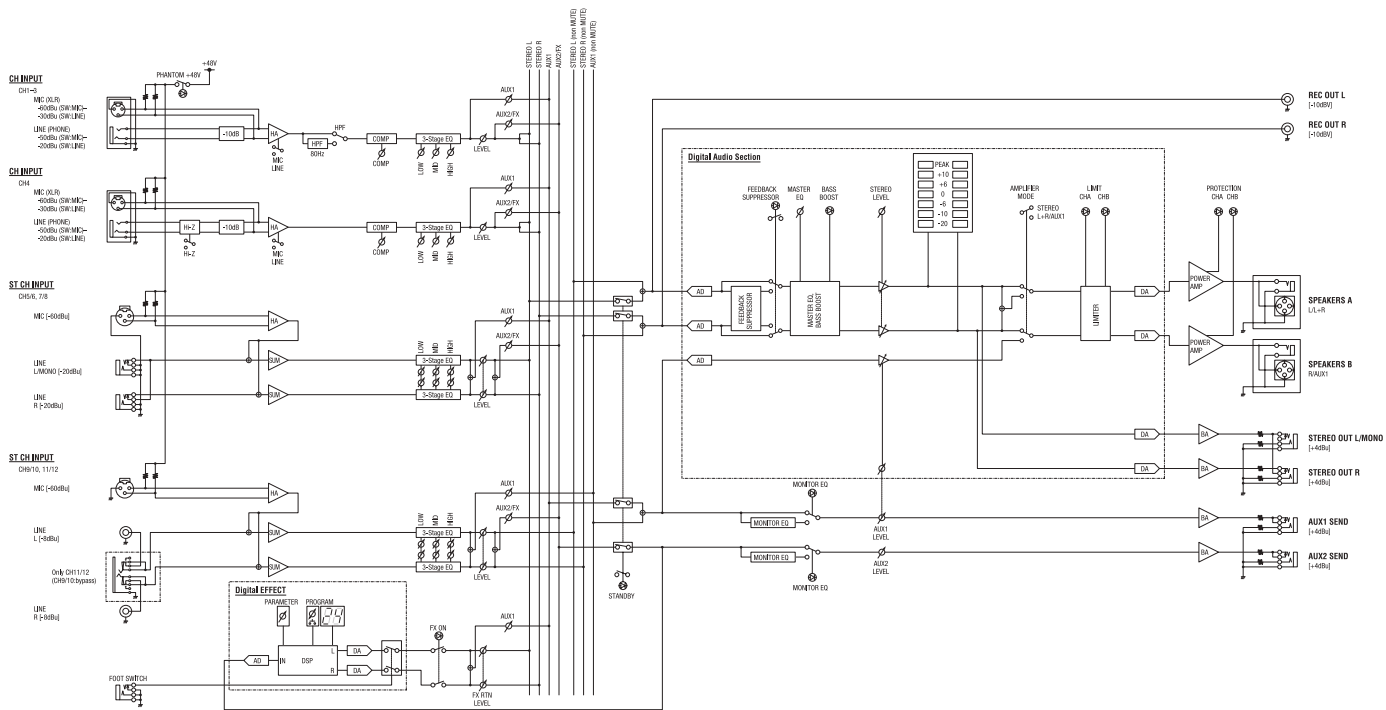 CH INPUT
CH1-3
MIC (XLR)
-60dBu (SW:MIC)–
-30dBu (SW:LINE)
LINE (PHONE)
-50dBu (SW:MIC)–
-20dBu (SW:LINE)
PHANTOM +48V
+48V
-10dB
HA
MIC
LINE
HPF
HPF
80Hz
COMP
COMP
3-Stage EQ
LOW
MID
HIGH
LEVEL
AUX1
AUX2/FX
STEREO L
STEREO R
AUX1
AUX2/FX
STEREO L (non MUTE)
STEREO R (non MUTE)
AUX1 (non MUTE)
CH INPUT
CH4
MIC (XLR)
-60dBu (SW:MIC)–
-30dBu (SW:LINE)
LINE (PHONE)
-50dBu (SW:MIC)–
-20dBu (SW:LINE)
Hi-Z
Hi-Z
-10dB
HA
MIC
LINE
COMP
COMP
3-Stage EQ
LOW
MID
HIGH
LEVEL
AUX1
AUX2/FX
ST CH INPUT
CH5/6, 7/8
MIC [-60dBu]
LINE
L/MONO [-20dBu]
LINE
R [-20dBu]
HA
SUM
SUM
LOW
MID
HIGH
3-Stage EQ
3-Stage EQ
LEVEL
AUX1
AUX2/FX
ST CH INPUT
CH9/10, 11/12
MIC [-60dBu]
LINE
L [-8dBu]
Only CH11/12
(CH9/10:bypass)
LINE
R [-8dBu]
HA
SUM
SUM
LOW
MID
HIGH
3-Stage EQ
3-Stage EQ
LEVEL
AUX1
AUX2/FX
Digital EFFECT
PARAMETER
PROGRAM
AD
IN
DSP
L
R
DA
DA
FX ON
AUX1
FX RTN
LEVEL
FOOT SWITCH
STANDBY
Digital Audio Section
FEEDBACK
SUPPRESSOR
MASTER
EQ
BASS
BOOST
STEREO
LEVEL
PEAK
+10
+6
0
-6
-10
-20
AMPLIFIER
MODE
STEREO
L+R/AUX1
LIMIT
CHA CHB
PROTECTION
CHA CHB
AD
AD
AD
FEEDBACK
SUPPRESSOR
MASTER EQ,
BASS BOOST
LIMITER
DA
DA
DA
DA
POWER
AMP
POWER
AMP
BA
BA
BA
BA
MONITOR EQ
MONITOR EQ
MONITOR EQ
MONITOR EQ
AUX1
LEVEL
AUX2
LEVEL
REC OUT L
[-10dBV]
REC OUT R
[-10dBV]
SPEAKERS A
L/L+R
SPEAKERS B
R/AUX1
STEREO OUT L/MONO
[+4dBu]
STEREO OUT R
[+4dBu]
AUX1 SEND
[+4dBu]
AUX2 SEND
[+4dBu]